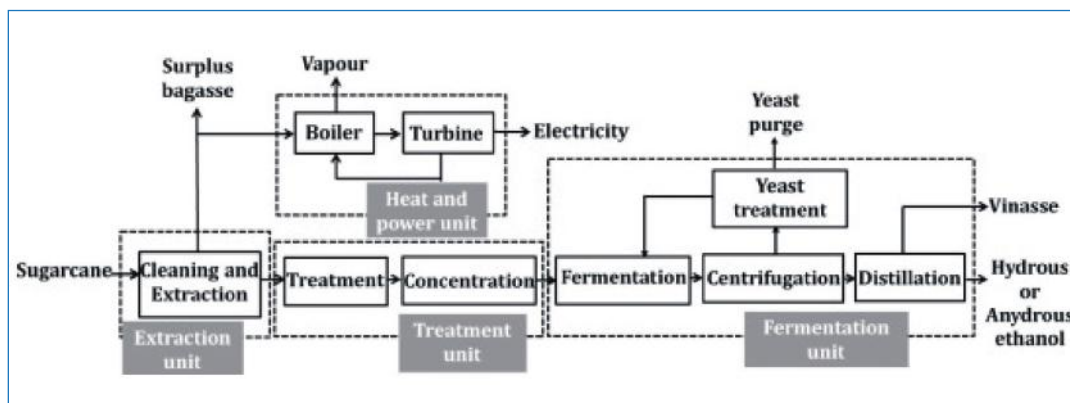 Surplus
bagasse
Vapour
Boiler
Turbine
Electricity
Heat and
power unit
Yeast
purge
Yeast
treatment
Vinasse
Sugarcane
Cleaning and
Extraction
Extraction
unit
Treatment
Concentration
Treatment
unit
Fermentation
Centrifugation
Distillation
Fermentation
unit
Hydrous
or
Anydrous
ethanol